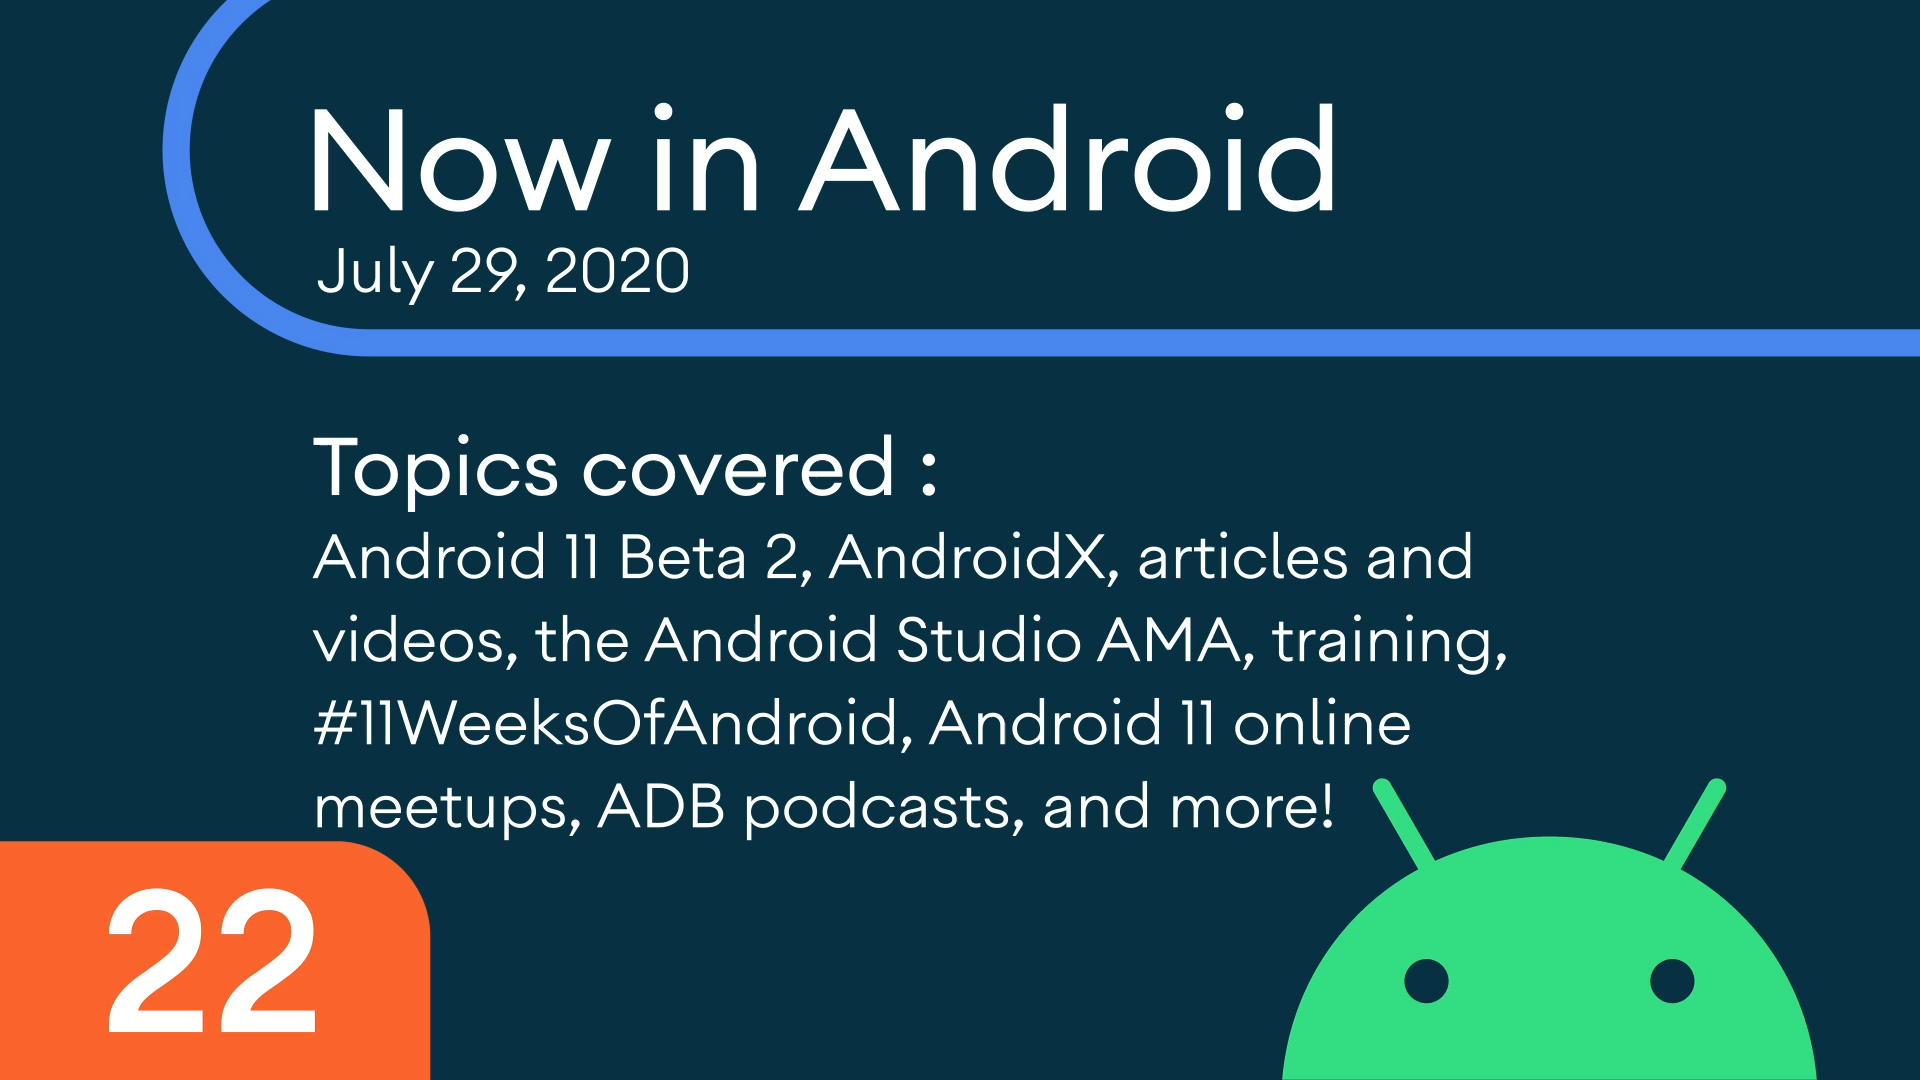 Now in Android
July 29, 2020
Topics covered :
Android 11 Beta 2, AndroidX, articles and
videos, the Android Studio AMA, training,
#11WeeksOfAndroid, Android 11 online
meetups, ADB podcasts, and more!
22